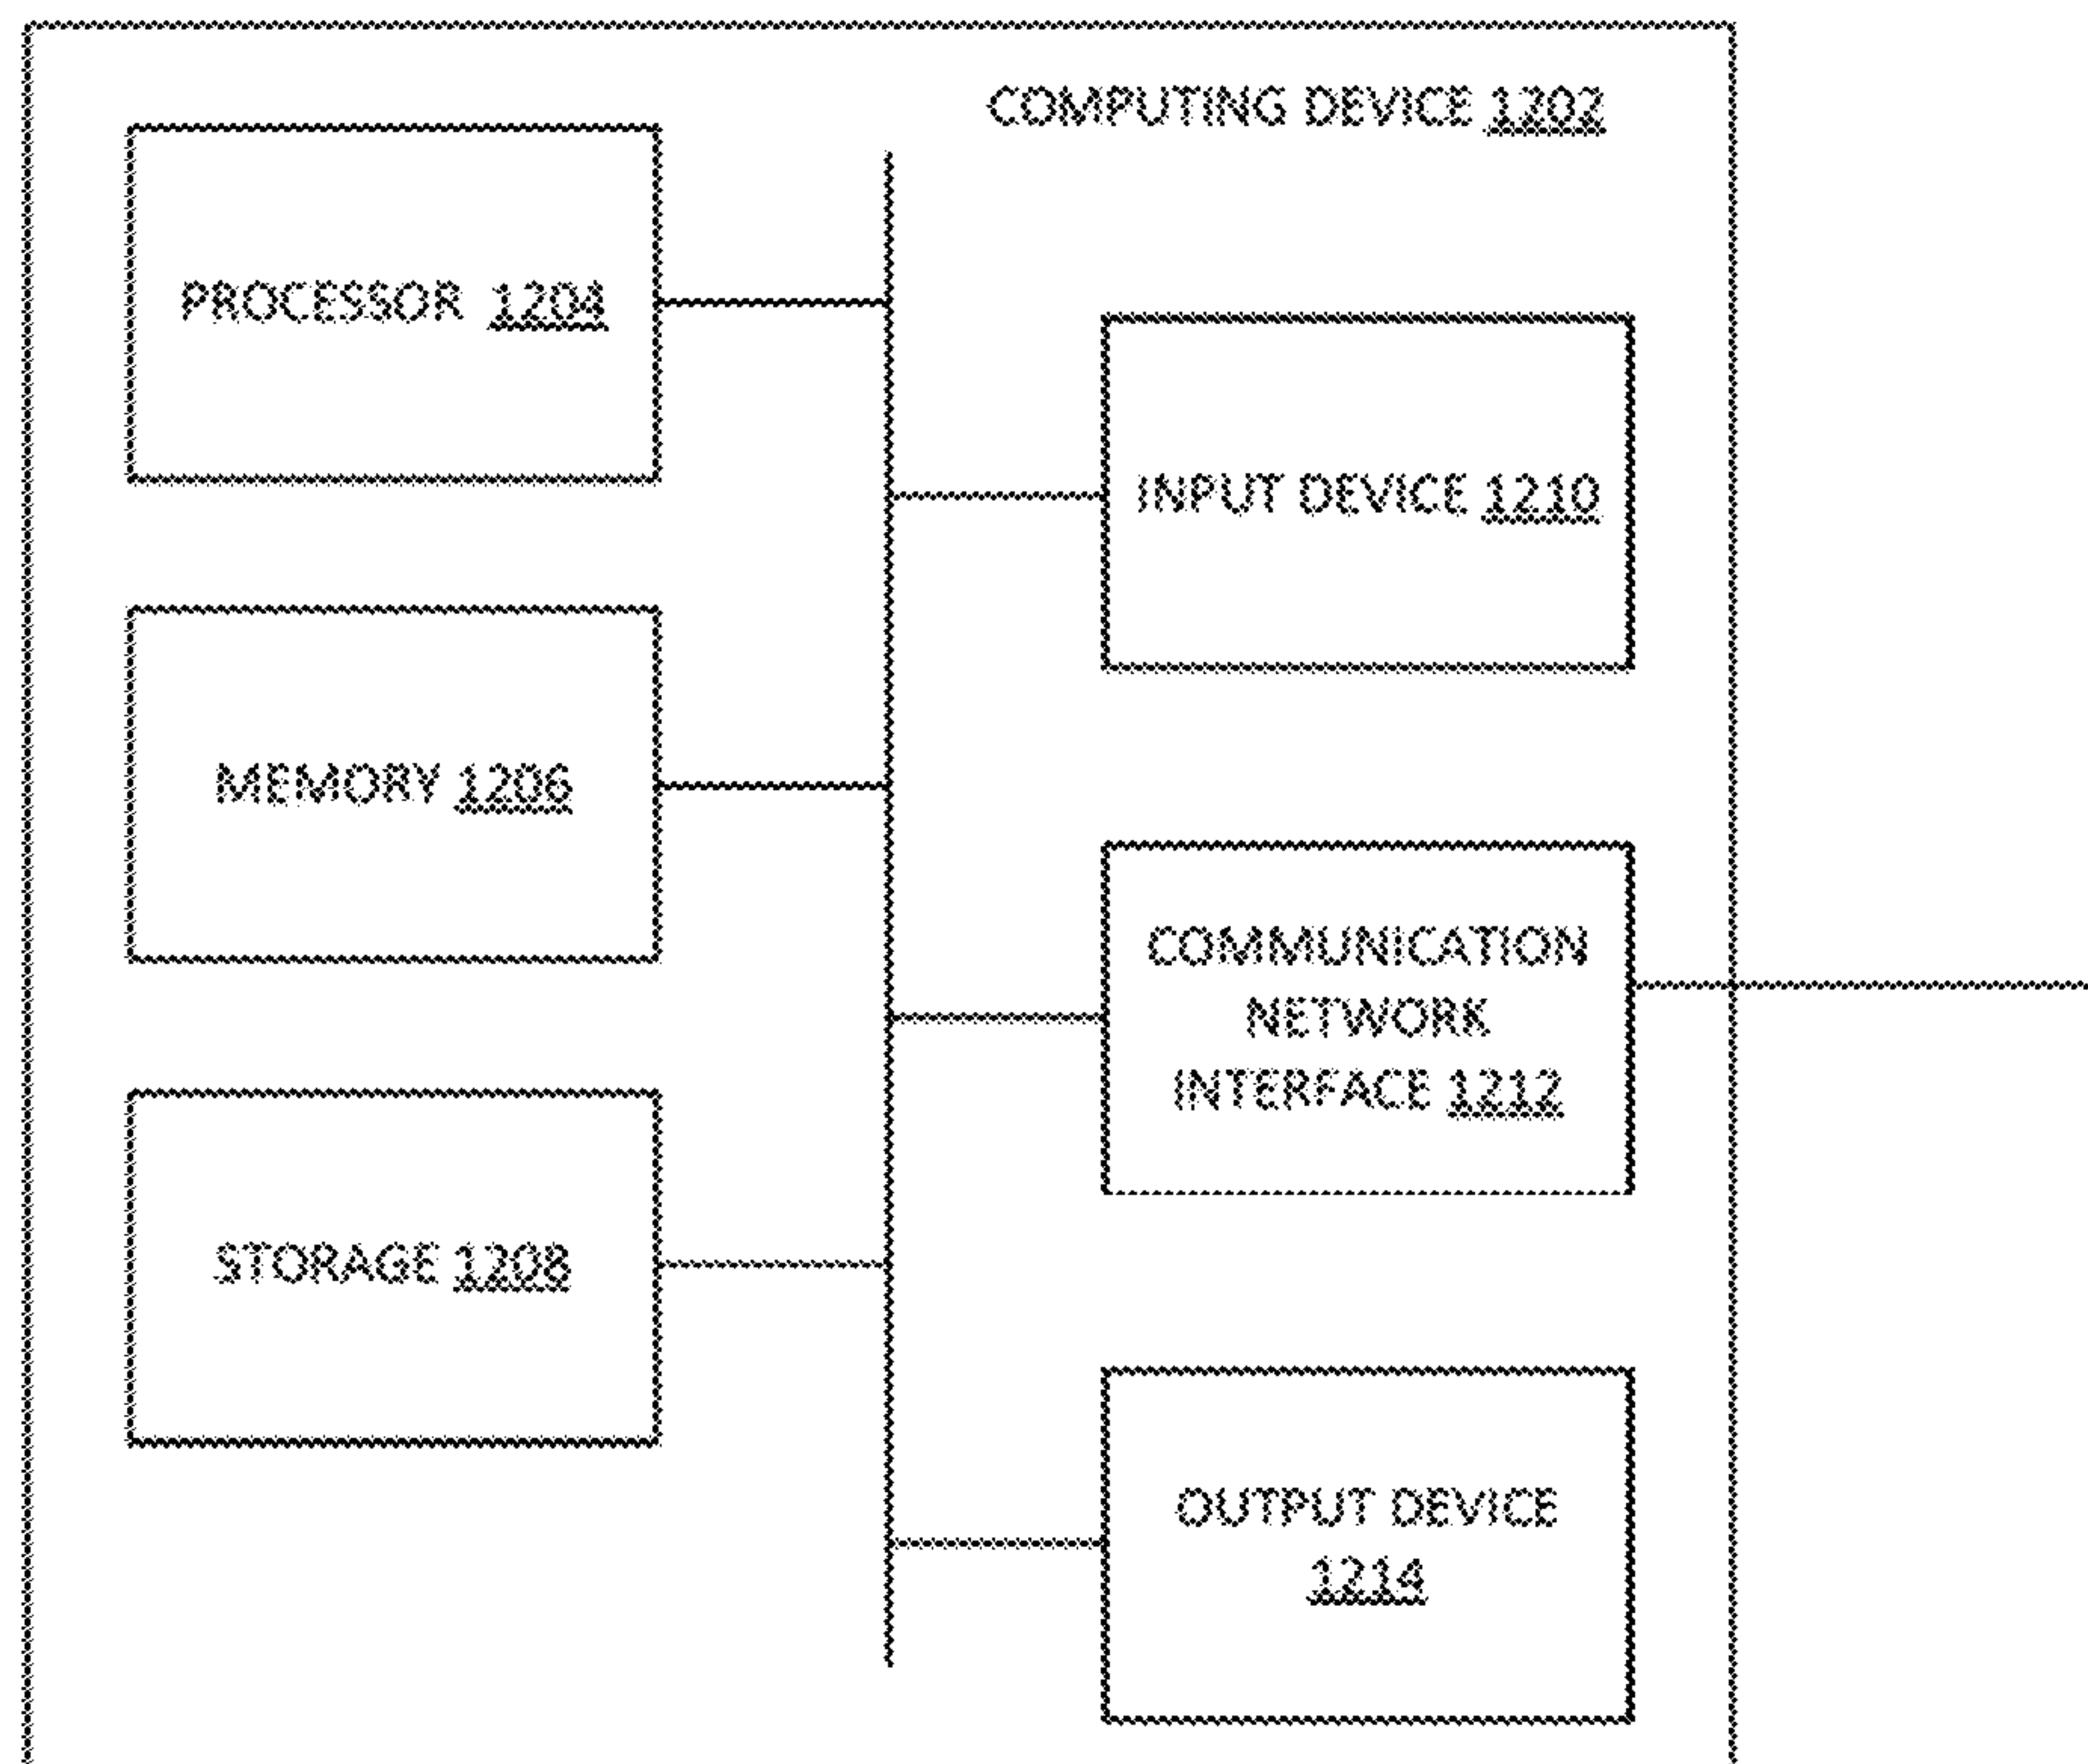 COMPUTING DEVICE 1202
PROCESSOR 1204
INPUT DEVICE 1210
MEMORY 1206
COMMUNICATION
NETWORK
INTERFACE 1212
STORAGE 1208
OUTPUT DEVICE
1214